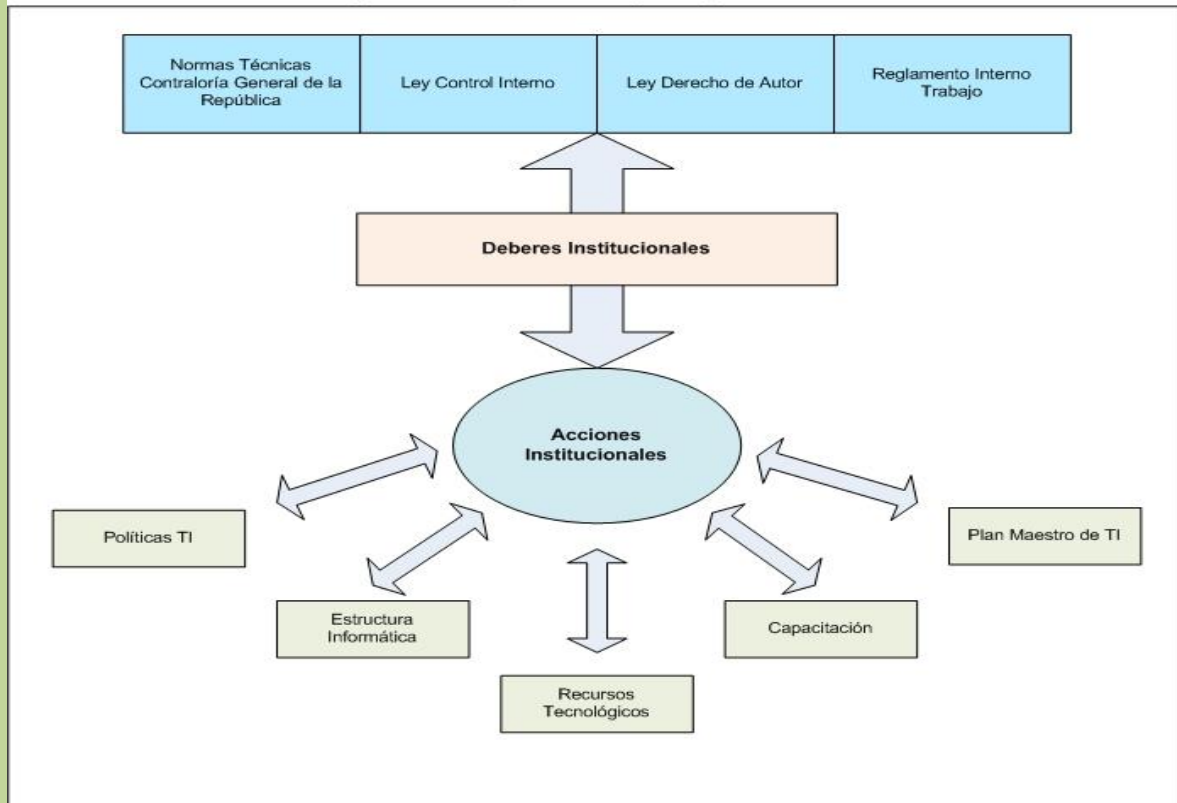 Normas Técnicas
Contraloría General de la
República
Ley Control Interno
Ley Derecho de Autor
Reglamento Interno
Trabajo
Deberes Institucionales
Acciones
Institucionales
Políticas TI
Plan Maestro de TI
Estructura
Informática
Capacitación
Recursos
Tecnológicos